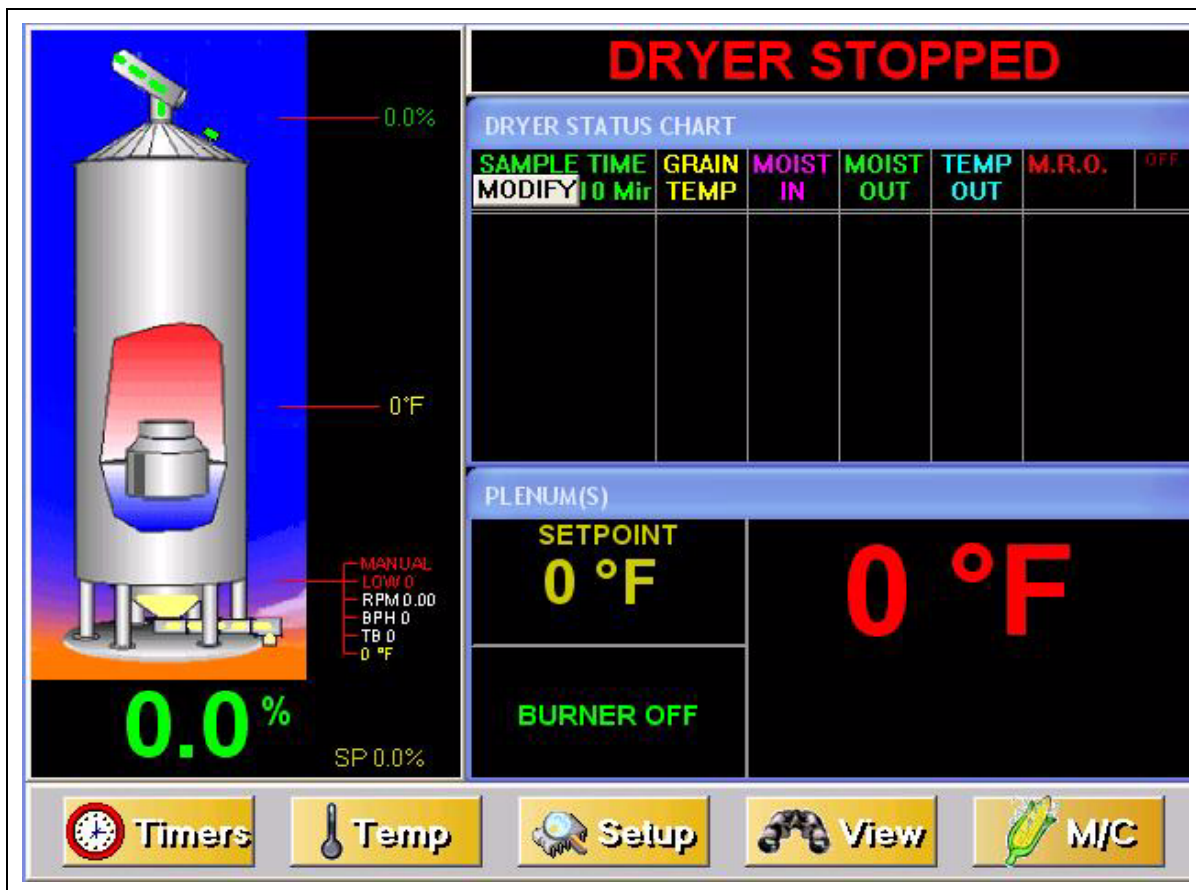 DRYER STOPPED
0.0%
0°F
MANUAL
LOW 0
RPM 0.00
BPH 0
TB 0
0 °F
0.0 %
SP 0.0%
DRYER STATUS CHART
SAMPLE TIME
MODIFY 10 Mir
GRAIN
TEMP
MOIST
IN
MOIST
OUT
TEMP
OUT
M.R.O.
OFF
PLENUM(S)
SETPOINT
0 °F
0 °F
BURNER OFF
Timers
Temp
Setup
View
M/C